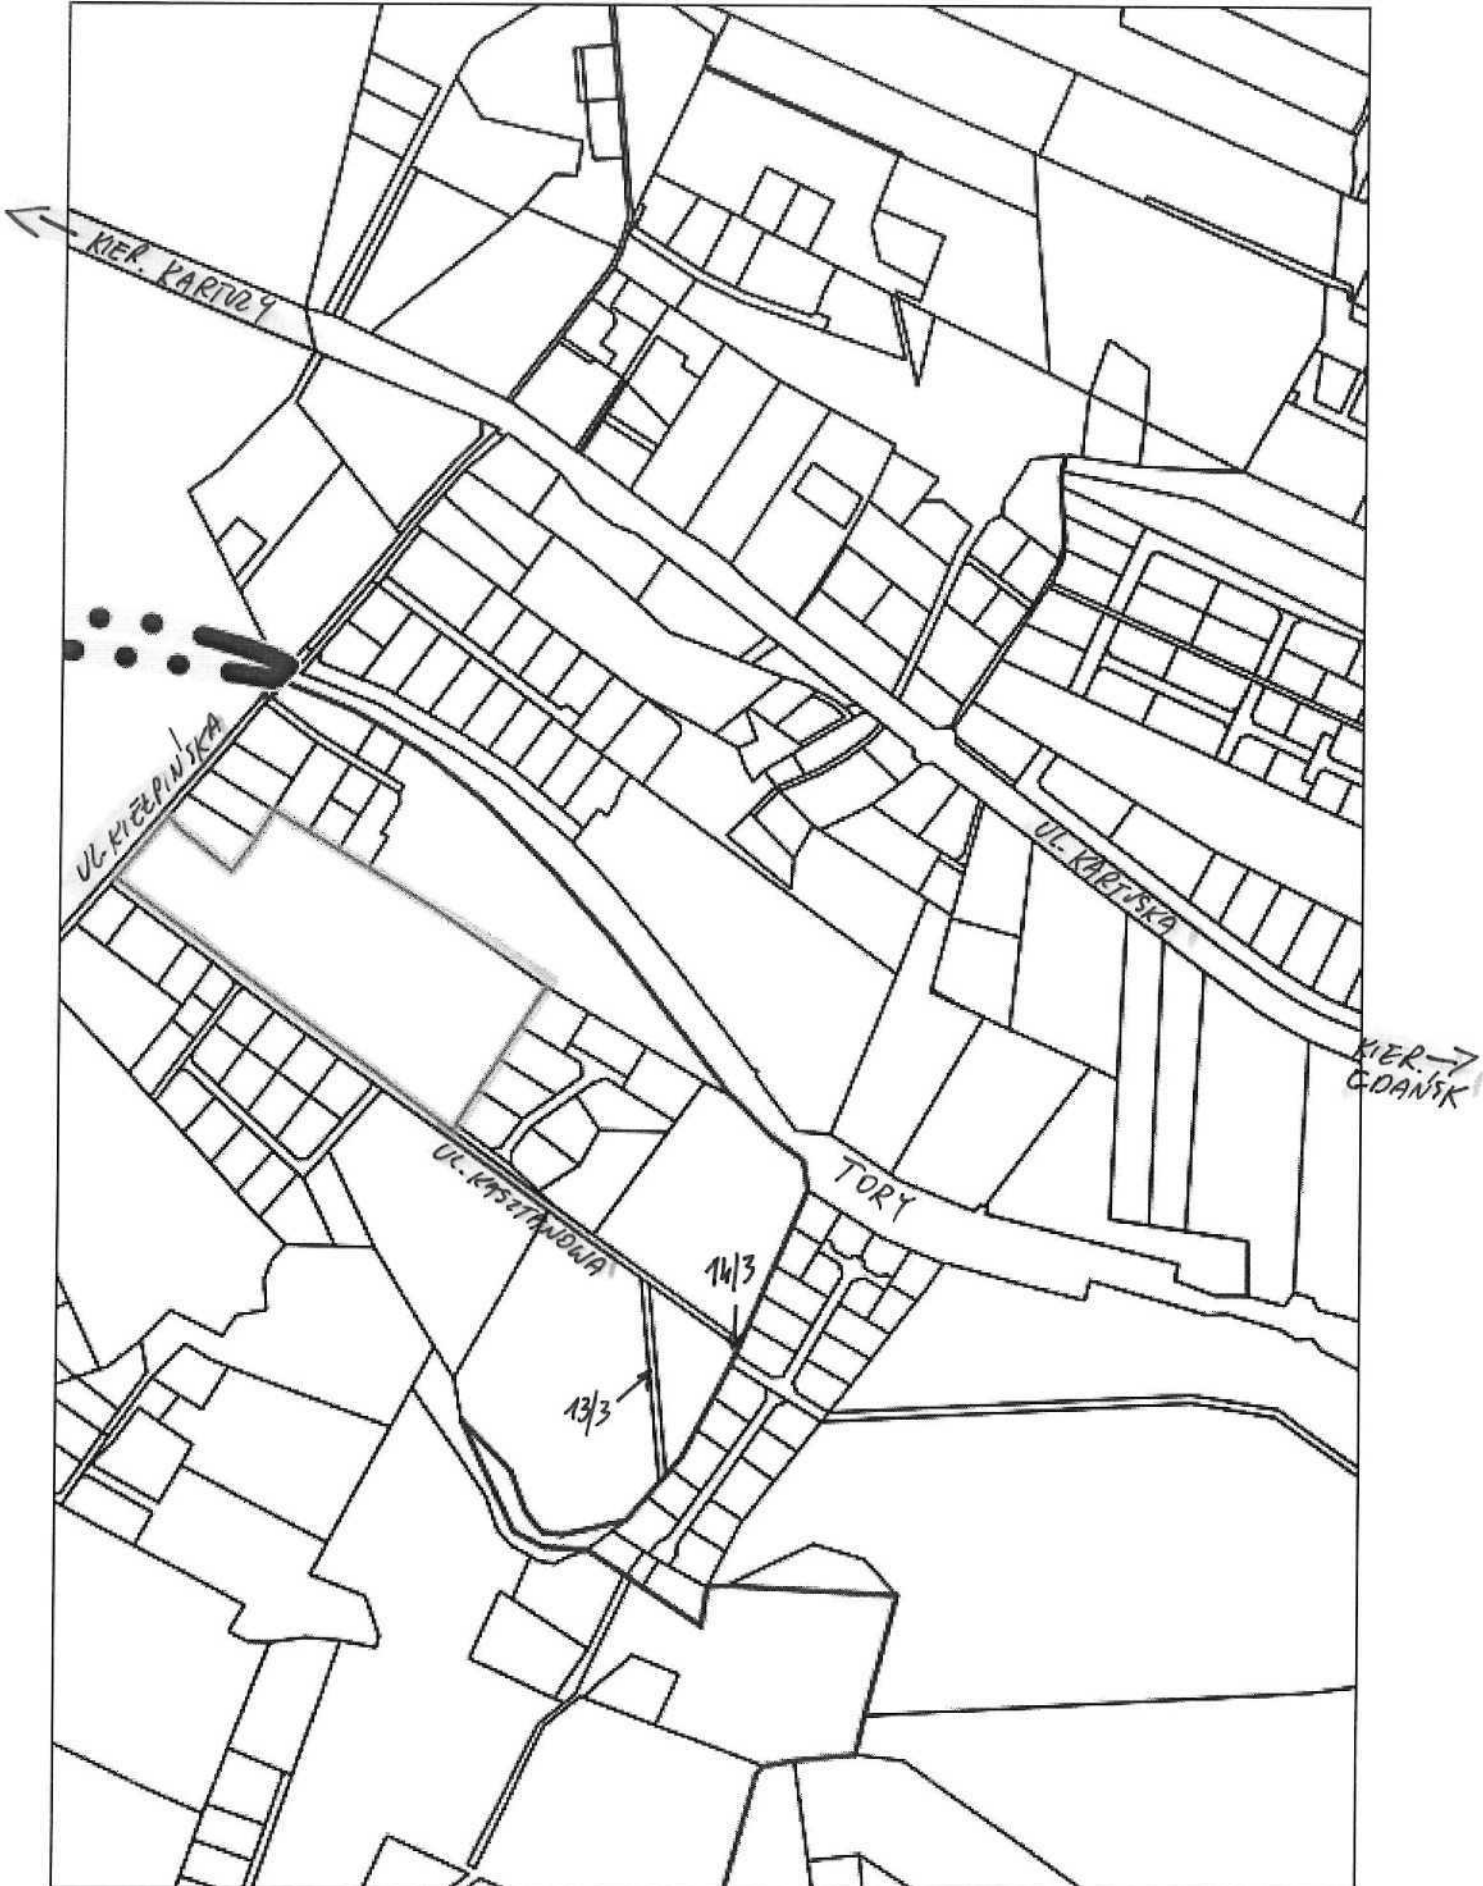 KIER. KARTUZY
UL. KIEŁPIŃSKA
UL. KARTUSKA
KIER.
GDAŃSK
TORY
UL. KASZTANOWA
14/3
13/3